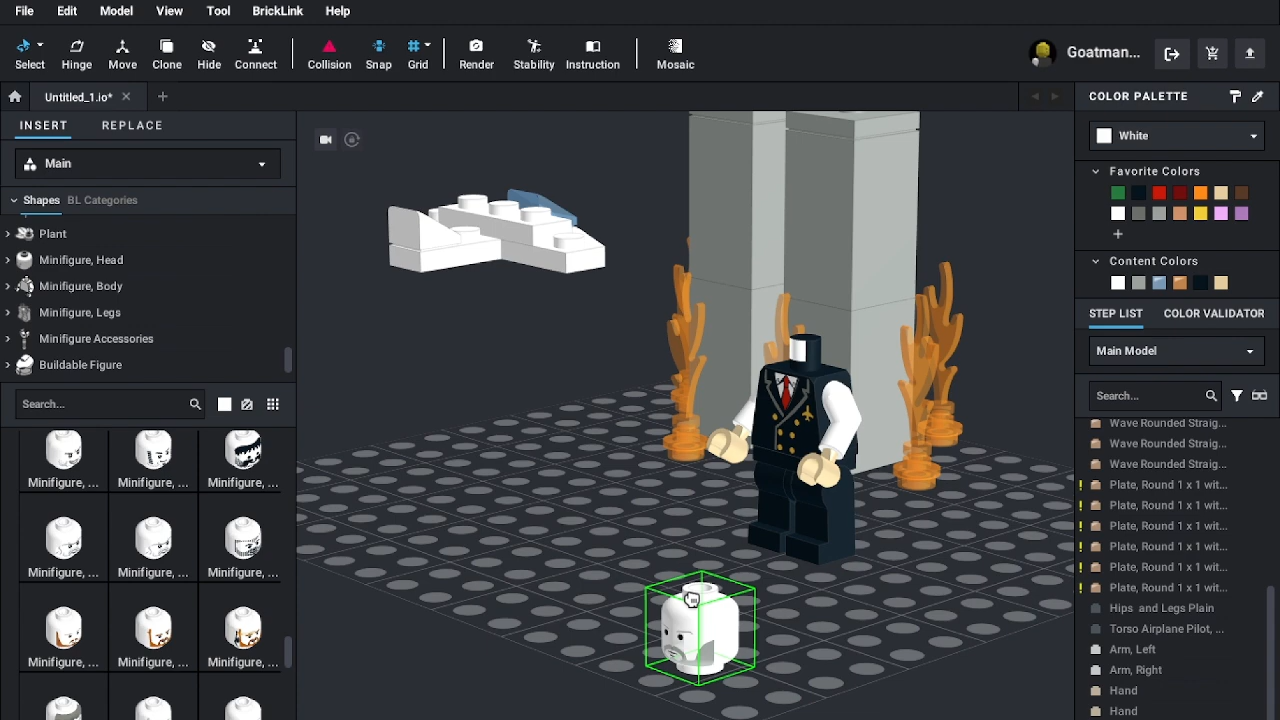 File Edit Model View Tool BrickLink Help
Select Hinge Move Clone Hide Connect Collision Snap Grid Render Stability Instruction Mosaic Goatman...
Untitled_1.io*
INSERT REPLACE
Main
Shapes BL Categories
Plant
Minifigure, Head
Minifigure, Body
Minifigure, Legs
Minifigure Accessories
Buildable Figure
Search...
Minifigure, ... Minifigure, ... Minifigure, ...
Minifigure, ... Minifigure, ... Minifigure, ...
Minifigure, ... Minifigure, ... Minifigure, ...
COLOR PALETTE
White
Favorite Colors
Content Colors
STEP LIST COLOR VALIDATOR
Main Model
Search...
Wave Rounded Straig...
Wave Rounded Straig...
Wave Rounded Straig...
Plate, Round 1 x 1 wit...
Plate, Round 1 x 1 wit...
Plate, Round 1 x 1 wit...
Plate, Round 1 x 1 wit...
Plate, Round 1 x 1 wit...
Plate, Round 1 x 1 wit...
Hips and Legs Plain
Torso Airplane Pilot, ...
Arm, Left
Arm, Right
Hand
Hand